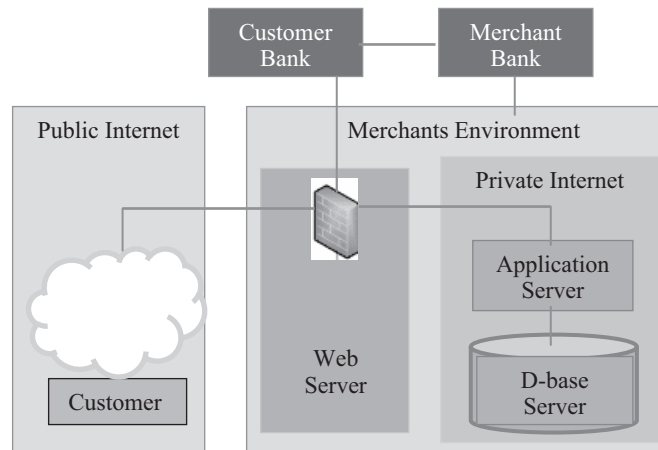 Customer
Bank
Merchant
Bank
Public Internet
Merchants Environment
Private Internet
Application
Server
Web
Server
D-base
Server
Customer